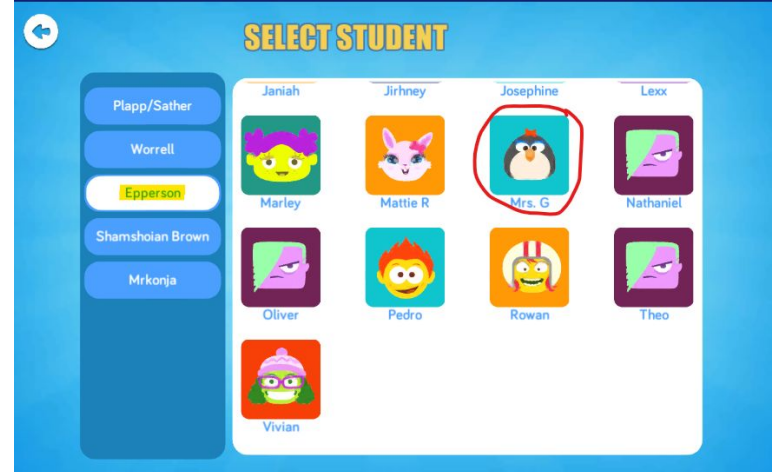 SELECT STUDENT
Plapp/Sather
Worrell
Epperson
Shamshoian Brown
Mrkonja
Janiah
Jirhney
Josephine
Lexx
Marley
Mattie R
Mrs. G
Nathaniel
Oliver
Pedro
Rowan
Theo
Vivian